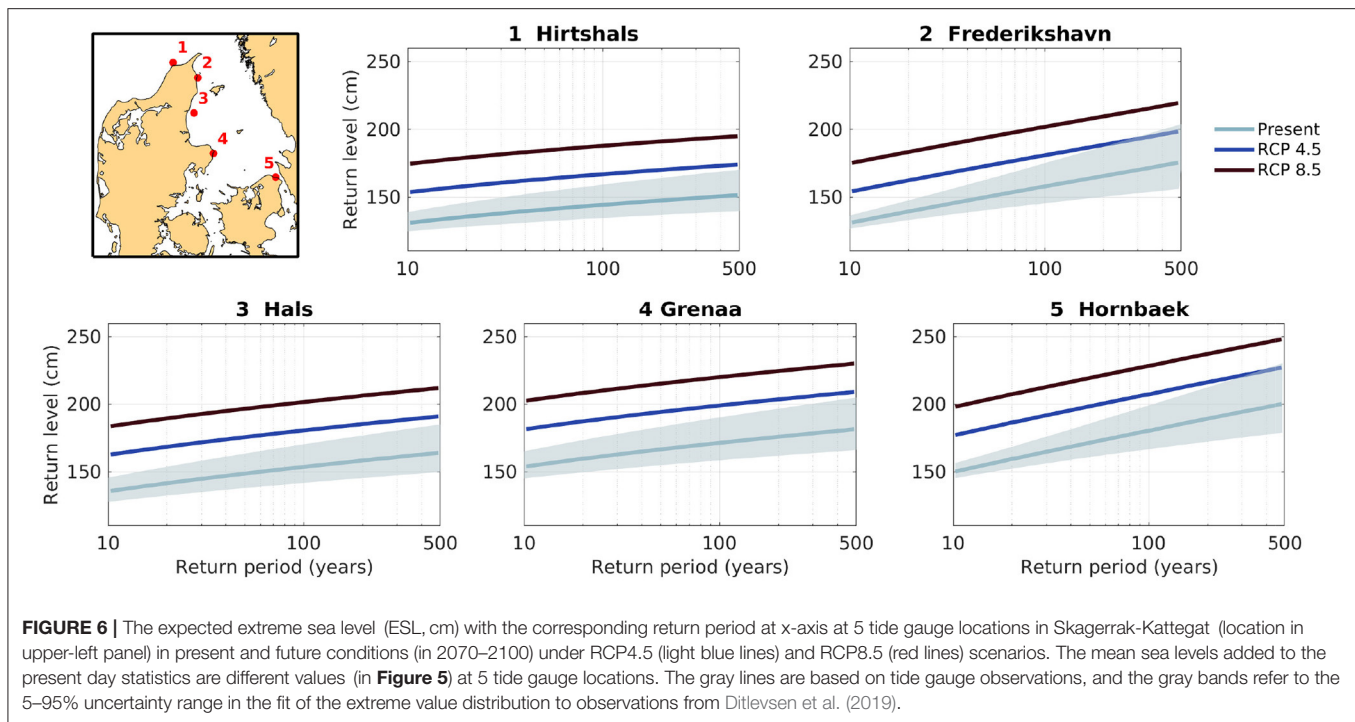 1
2
3
4
5
1 Hirtshals
250
200
150
Return level (cm)
10
100
500
2 Frederikshavn
250
200
150
10
100
500
Present
RCP 4.5
RCP 8.5
3 Hals
250
200
150
Return level (cm)
10
100
500
Return period (years)
4 Grenaa
250
200
150
10
100
500
Return period (years)
5 Hornbaek
250
200
150
10
100
500
Return period (years)
FIGURE 6 | The expected extreme sea level (ESL, cm) with the corresponding return period at x-axis at 5 tide gauge locations in Skagerrak-Kattegat (location in
upper-left panel) in present and future conditions (in 2070–2100) under RCP4.5 (light blue lines) and RCP8.5 (red lines) scenarios. The mean sea levels added to the
present day statistics are different values (in Figure 5) at 5 tide gauge locations. The gray lines are based on tide gauge observations, and the gray bands refer to the
5–95% uncertainty range in the fit of the extreme value distribution to observations from Ditlevsen et al. (2019).